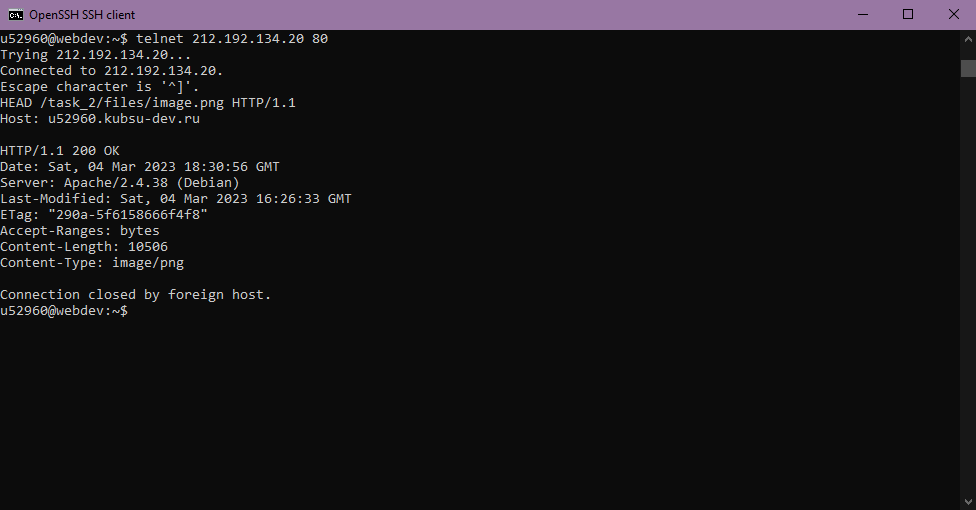 OpenSSH SSH client
u52960@webdev:~$ telnet 212.192.134.20 80
Trying 212.192.134.20...
Connected to 212.192.134.20.
Escape character is '^]'.
HEAD /task_2/files/image.png HTTP/1.1
Host: u52960.kubsu-dev.ru

HTTP/1.1 200 OK
Date: Sat, 04 Mar 2023 18:30:56 GMT
Server: Apache/2.4.38 (Debian)
Last-Modified: Sat, 04 Mar 2023 16:26:33 GMT
ETag: "290a-5f6158666f4f8"
Accept-Ranges: bytes
Content-Length: 10506
Content-Type: image/png

Connection closed by foreign host.
u52960@webdev:~$